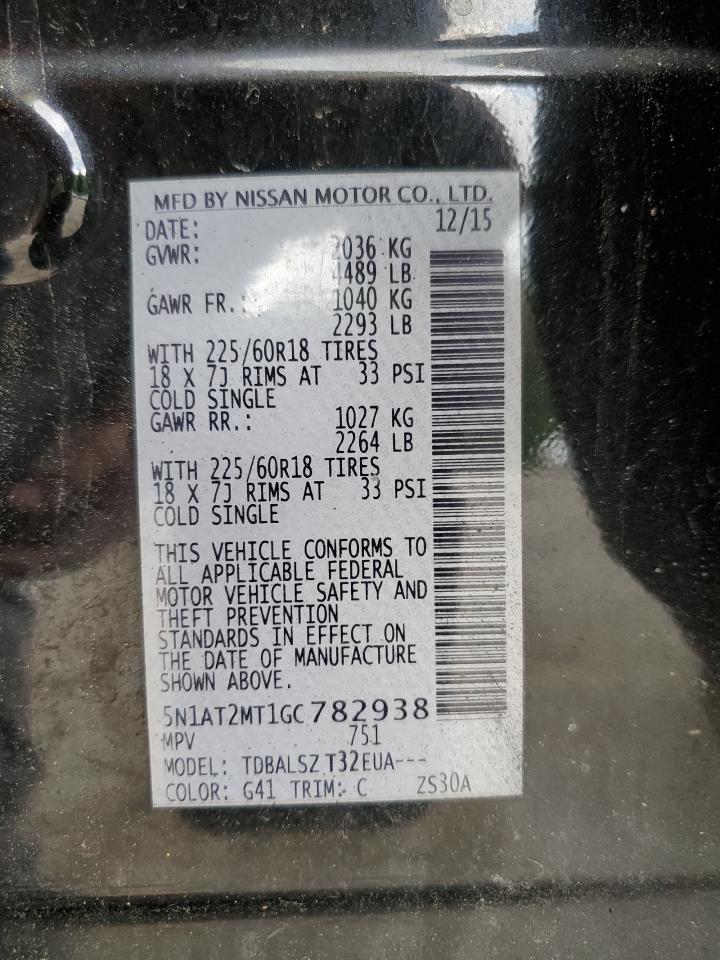 MFD BY NISSAN MOTOR CO., LTD.
DATE: 12/15
GVWR: 2036 KG
4489 LB
GAWR FR.: 1040 KG
2293 LB
WITH 225/60R18 TIRES
18 X 7J RIMS AT 33 PSI
COLD SINGLE
GAWR RR.: 1027 KG
2264 LB
WITH 225/60R18 TIRES
18 X 7J RIMS AT 33 PSI
COLD SINGLE
THIS VEHICLE CONFORMS TO
ALL APPLICABLE FEDERAL
MOTOR VEHICLE SAFETY AND
THEFT PREVENTION
STANDARDS IN EFFECT ON
THE DATE OF MANUFACTURE
SHOWN ABOVE.
5N1AT2MT1GC782938
MPV 751
MODEL: TDBALSZ T32EUA---
COLOR: G41 TRIM: C ZS30A